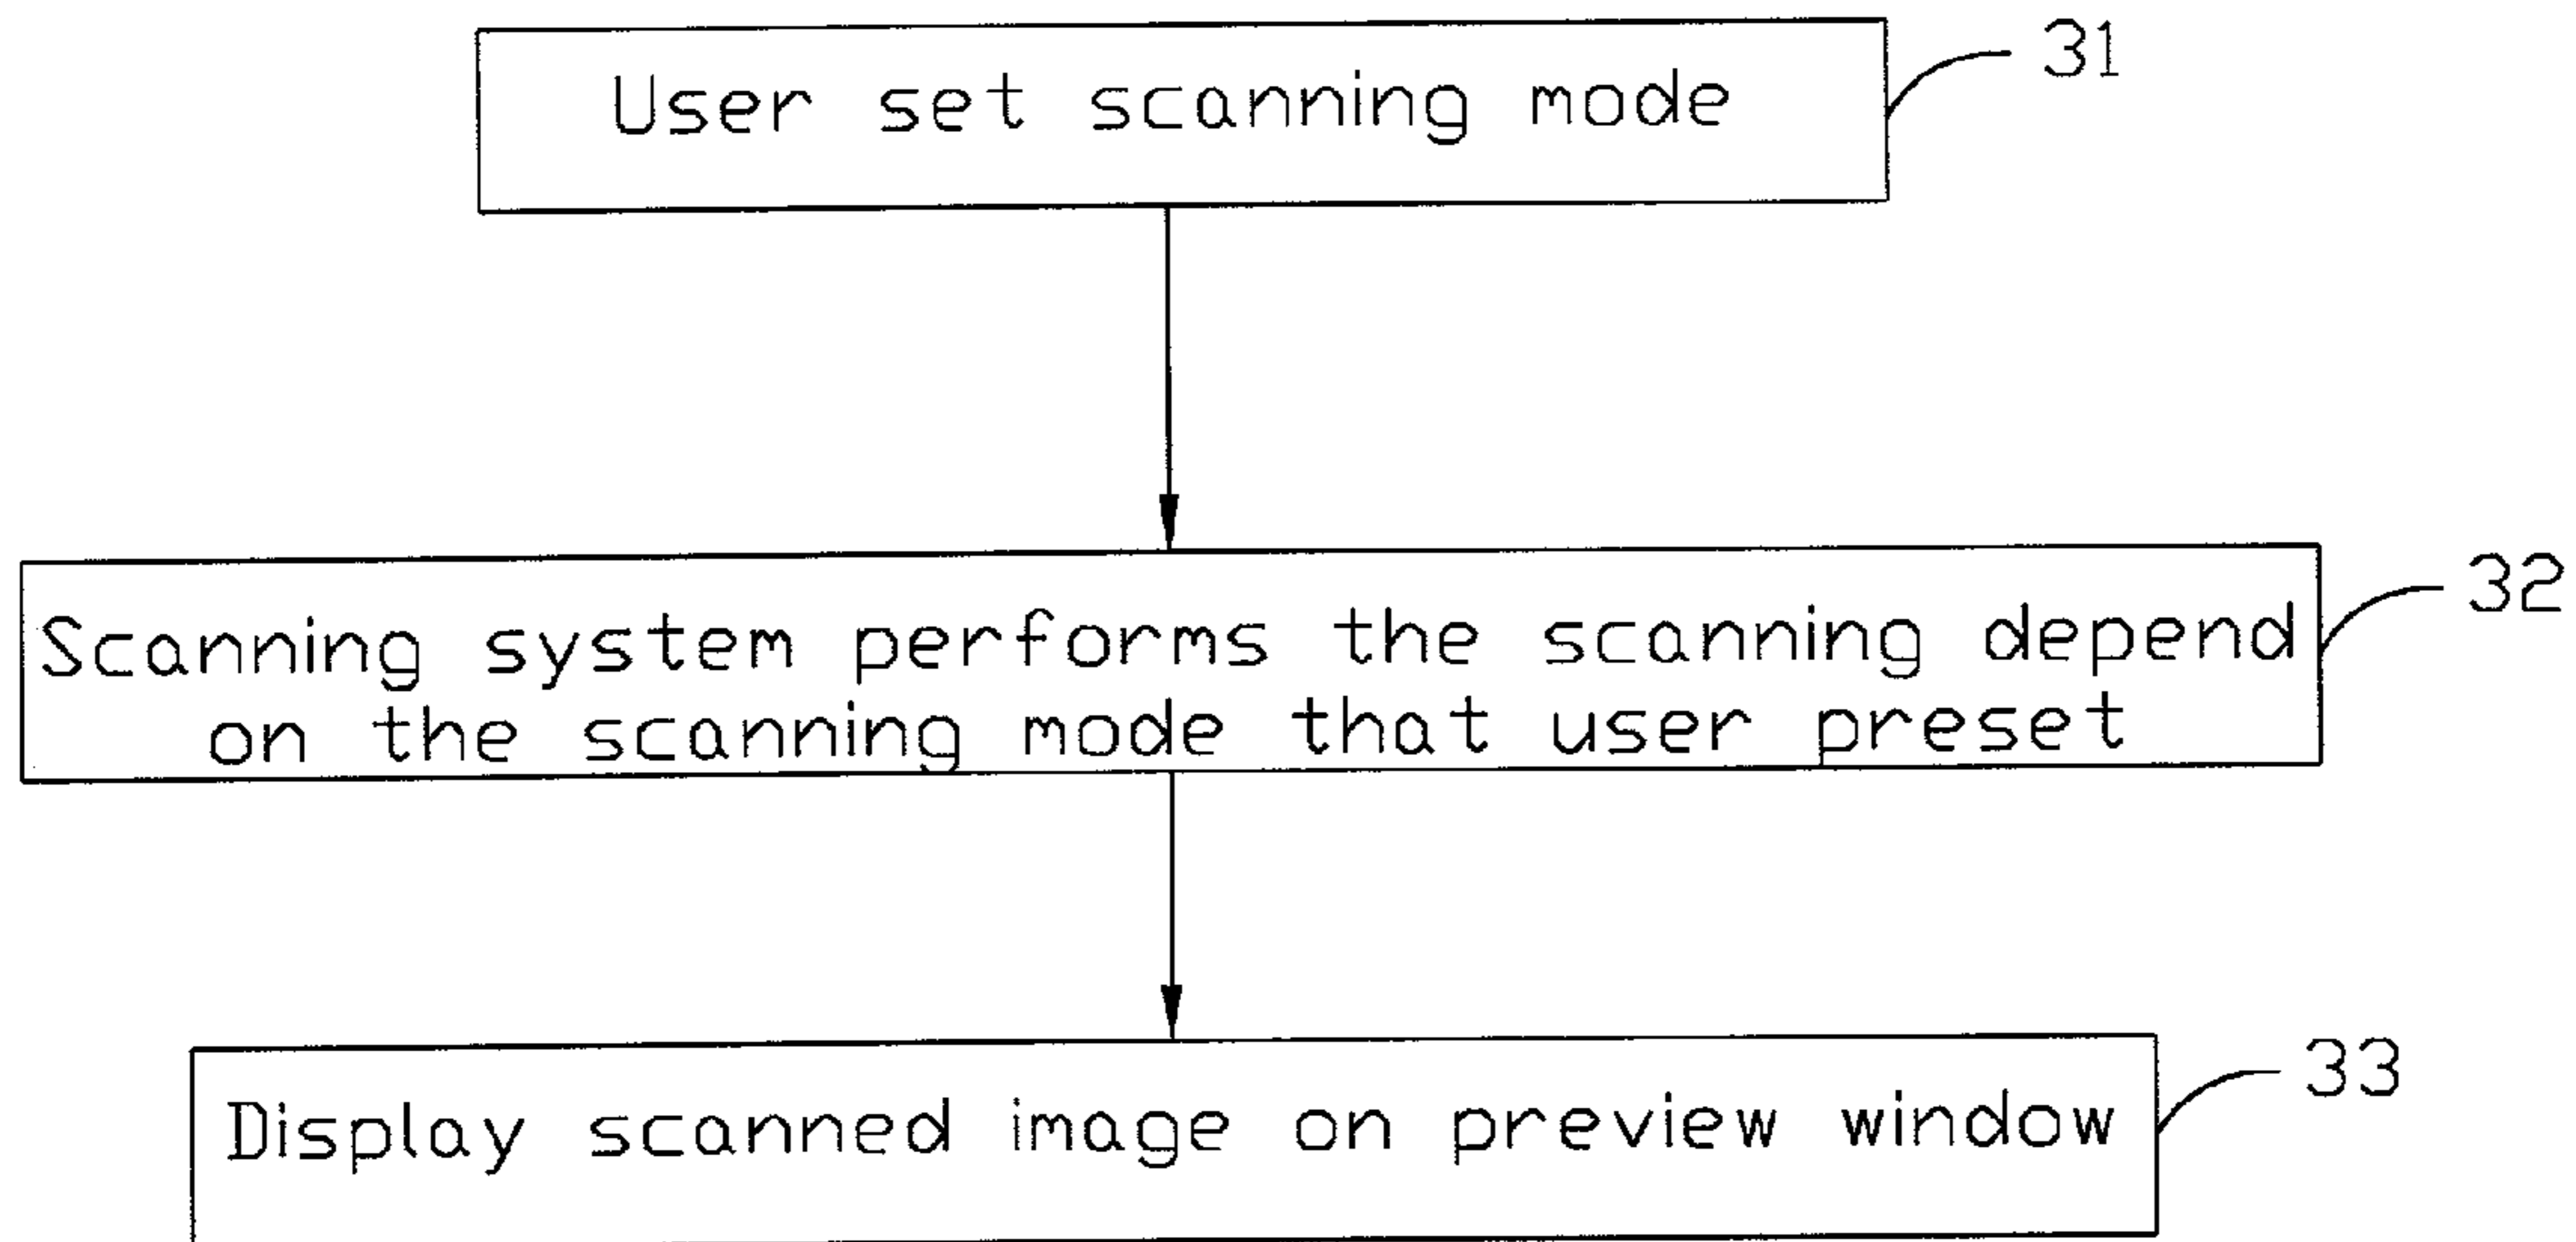 User set scanning mode
31
Scanning system performs the scanning depend
on the scanning mode that user preset
32
Display scanned image on preview window
33